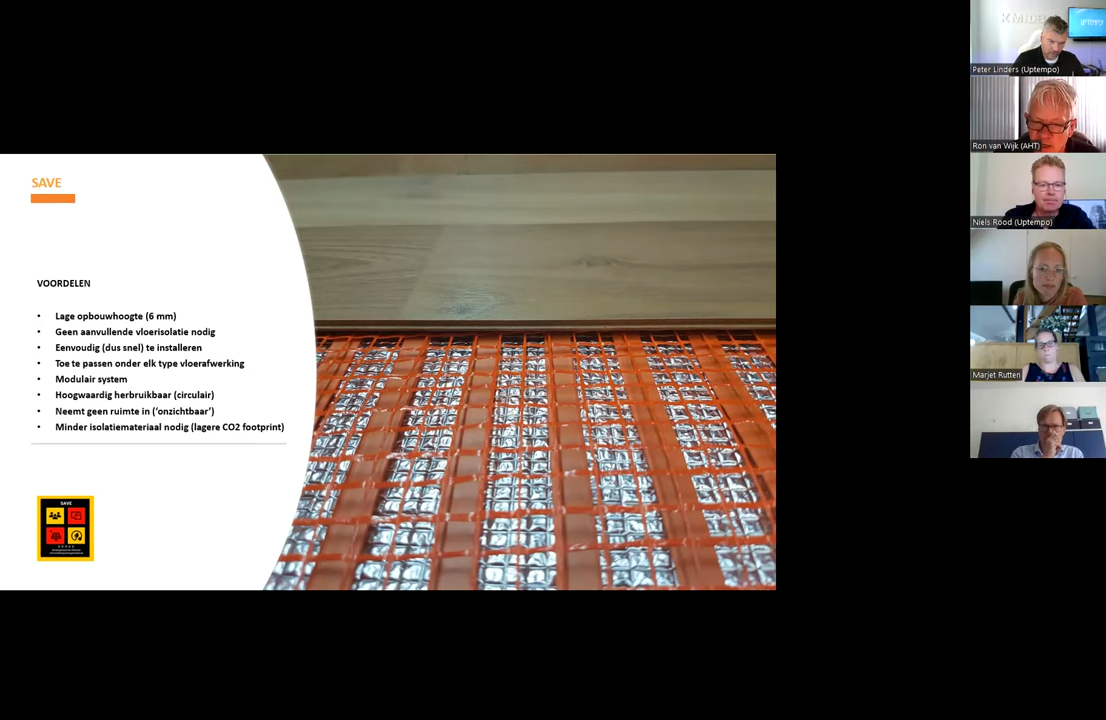 SAVE
VOORDELEN
• Lage opbouwhoogte (6 mm)
• Geen aanvullende vloerisolatie nodig
• Eenvoudig (dus snel) te installeren
• Toe te passen onder elk type vloerafwerking
• Modulair system
• Hoogwaardig herbruikbaar (circulair)
• Neemt geen ruimte in (‘onzichtbaar’)
• Minder isolatiemateriaal nodig (lagere CO2 footprint)
SAVE
Peter Linders (Uptempo)
Ron van Wijk (AHT)
Niels Rood (Uptempo)
Marjet Rutten